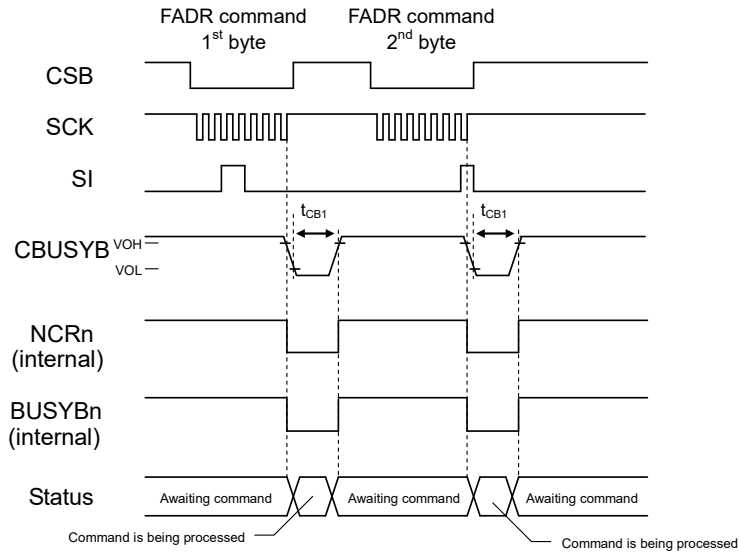 FADR command
1st byte
FADR command
2nd byte
CSB
SCK
SI
tCB1
tCB1
CBUSYB
VOH
VOL
NCRn
(internal)
BUSYBn
(internal)
Status
Awaiting command
Awaiting command
Awaiting command
Command is being processed
Command is being processed